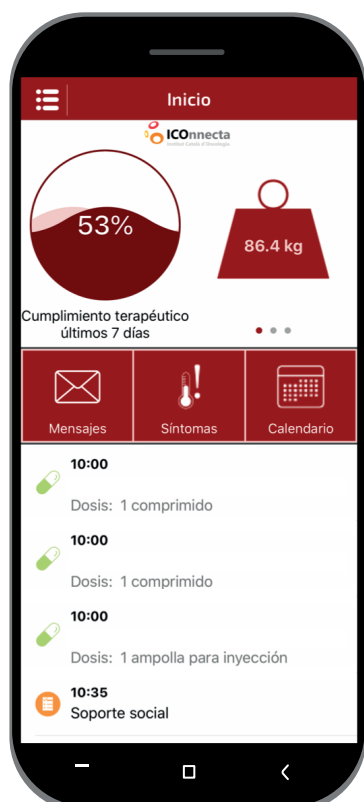 Inicio
ICOnnecta
Institut Català d'Oncologia
53%
86.4 kg
Cumplimiento terapéutico
últimos 7 días
Mensajes
Síntomas
Calendario
10:00
Dosis: 1 comprimido
10:00
Dosis: 1 comprimido
10:00
Dosis: 1 ampolla para inyección
10:35
Soporte social